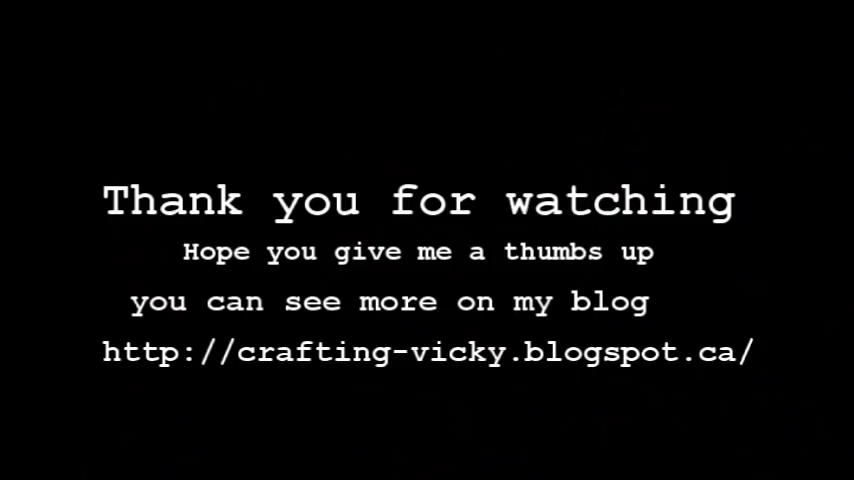 Thank you for watching
Hope you give me a thumbs up
you can see more on my blog
http://crafting-vicky.blogspot.ca/